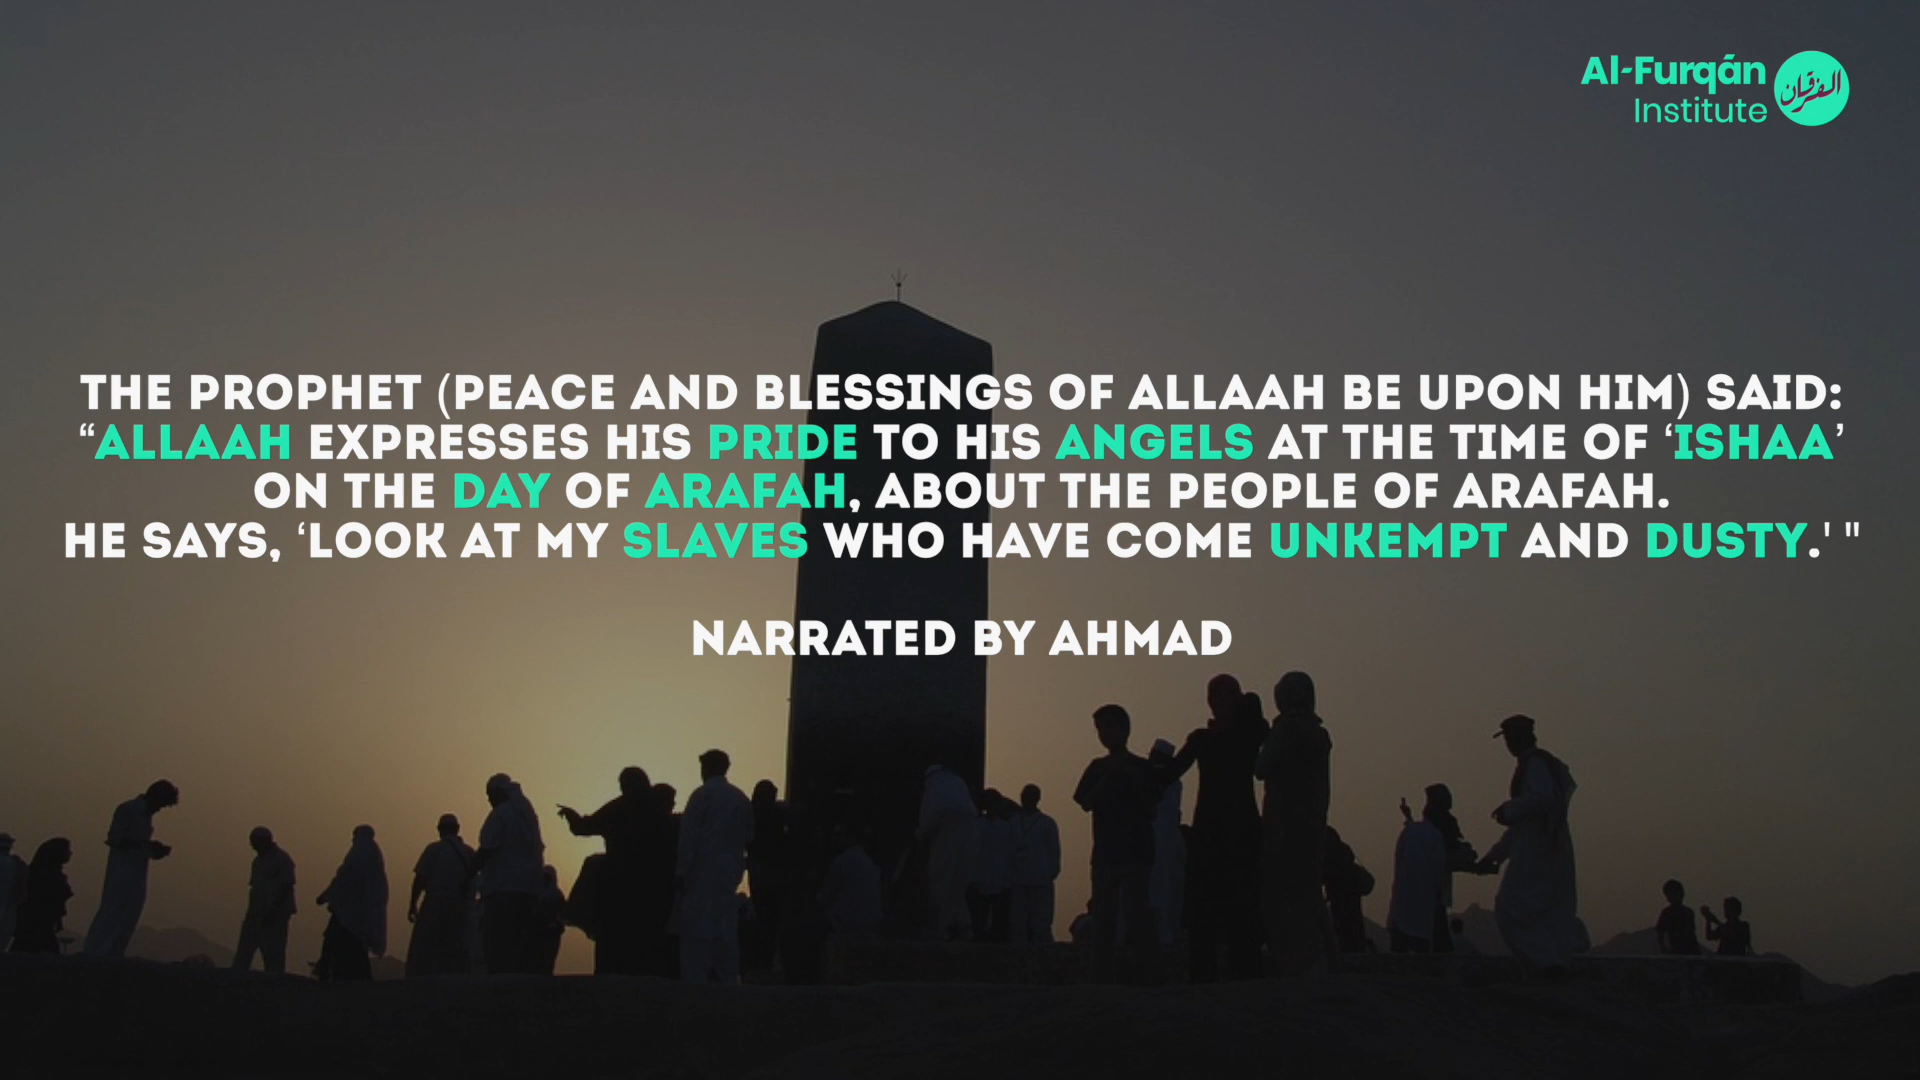 Al-Furqán
Institute
الفرقان
THE PROPHET (PEACE AND BLESSINGS OF ALLAAH BE UPON HIM) SAID:
“ALLAAH EXPRESSES HIS PRIDE TO HIS ANGELS AT THE TIME OF ‘ISHAA’
ON THE DAY OF ARAFAH, ABOUT THE PEOPLE OF ARAFAH.
HE SAYS, ‘LOOK AT MY SLAVES WHO HAVE COME UNKEMPT AND DUSTY.' "
NARRATED BY AHMAD